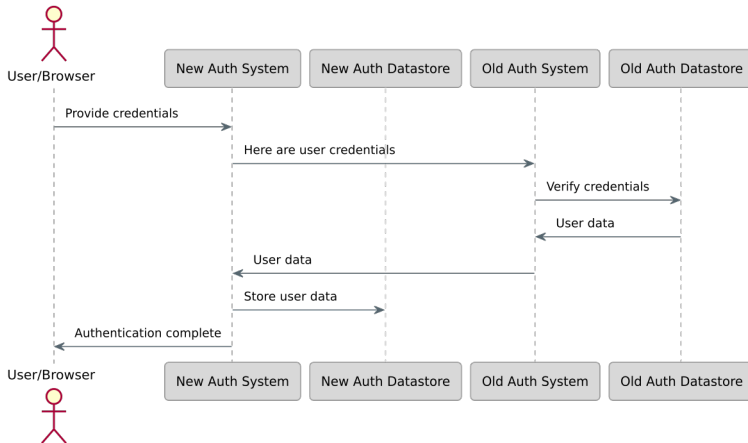 User/Browser
New Auth System
New Auth Datastore
Old Auth System
Old Auth Datastore
Provide credentials
Here are user credentials
Verify credentials
User data
User data
Store user data
Authentication complete
User/Browser
New Auth System
New Auth Datastore
Old Auth System
Old Auth Datastore